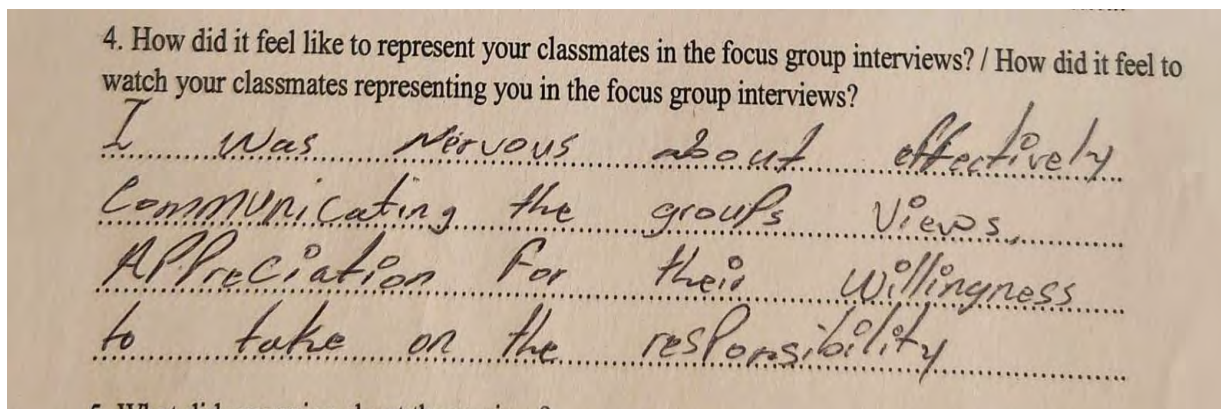 4. How did it feel like to represent your classmates in the focus group interviews? / How did it feel to
watch your classmates representing you in the focus group interviews?
I was nervous about effectively
Communicating the groups views.
Appreciation for their willingness
to take on the responsibility